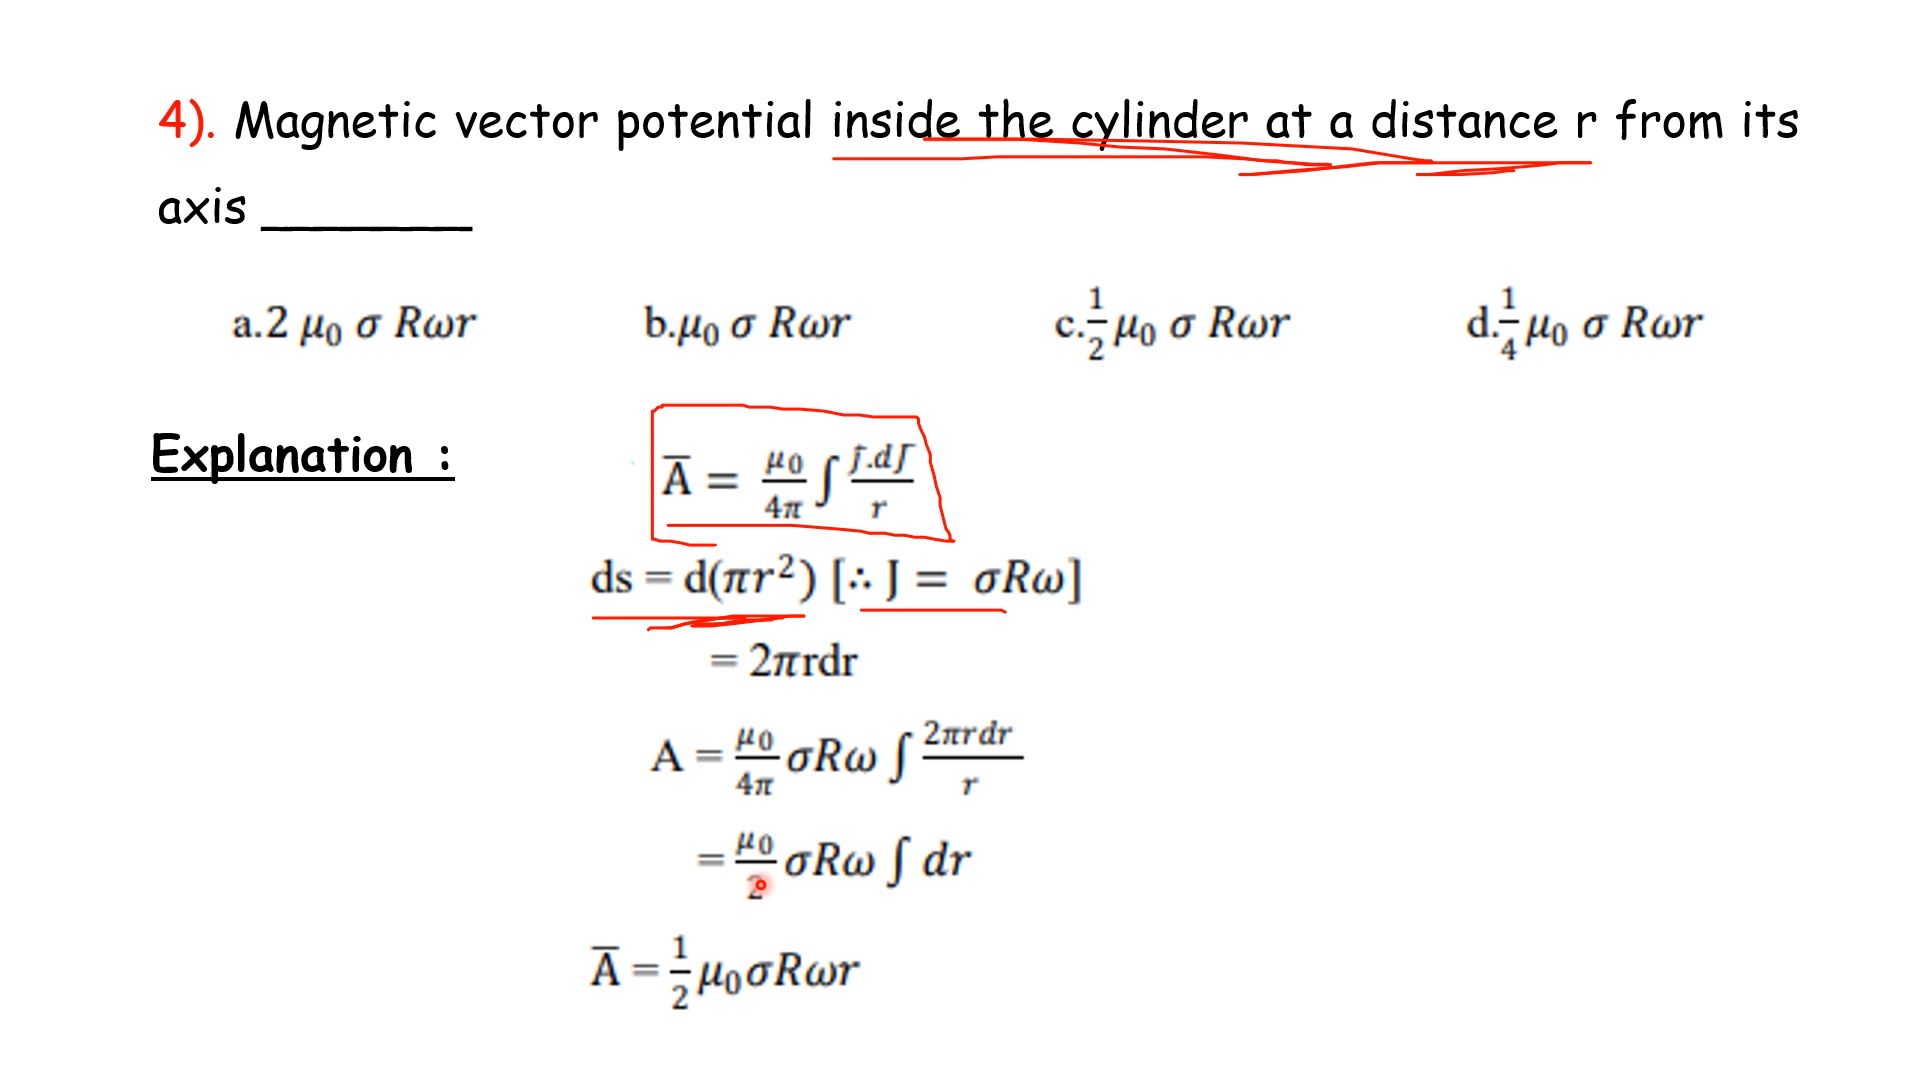 4). Magnetic vector potential inside the cylinder at a distance r from its
axis ________
a.2 μ₀ σ Rωr b.μ₀ σ Rωr c.1/2 μ₀ σ Rωr d.1/4 μ₀ σ Rωr
Explanation :
A̅ = μ₀/4π ∫ J̅.dS̅/r
ds = d(πr²) [∴ J = σRω]
= 2πrdr
A = μ₀/4π σRω ∫ 2πrdr/r
= μ₀/2 σRω ∫ dr
A̅ = 1/2 μ₀σRωr